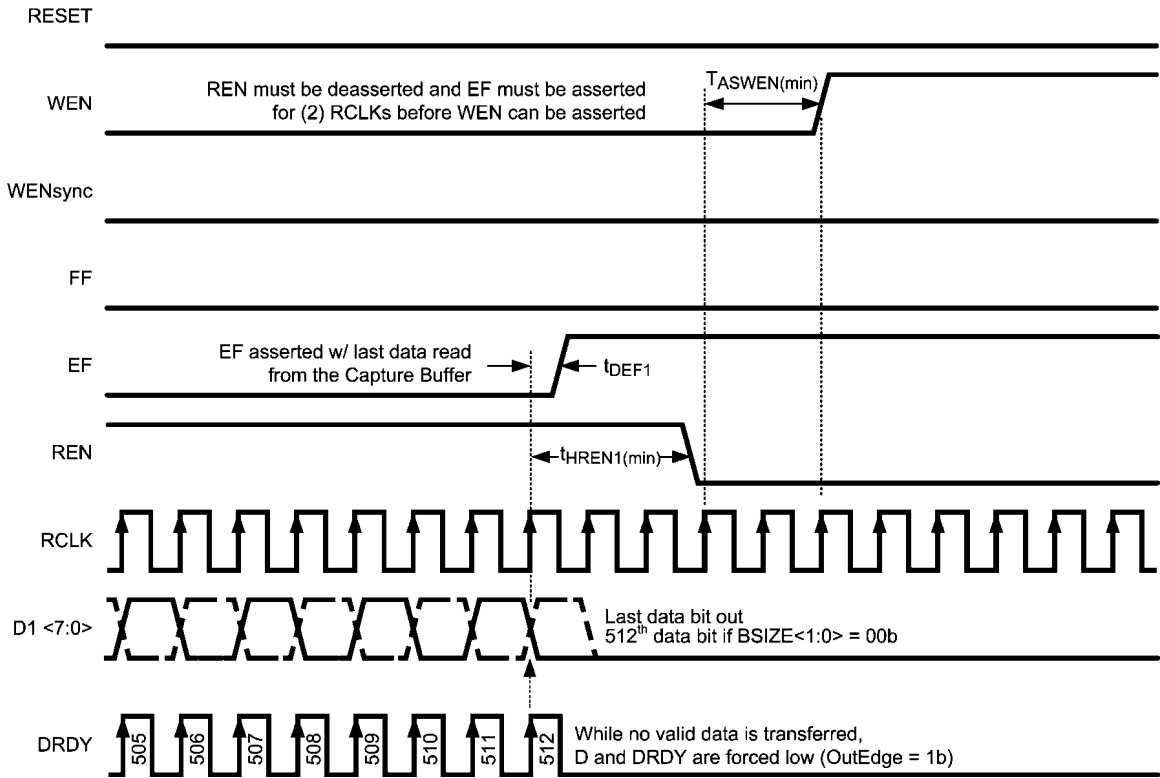 RESET
WEN
REN must be deasserted and EF must be asserted
for (2) RCLKs before WEN can be asserted
TASWEN(min)
WENsync
FF
EF
EF asserted w/ last data read
from the Capture Buffer
tDEF1
REN
tHREN1(min)
RCLK
D1 <7:0>
Last data bit out
512th data bit if BSIZE<1:0> = 00b
DRDY
505
506
507
508
509
510
511
512
While no valid data is transferred,
D and DRDY are forced low (OutEdge = 1b)